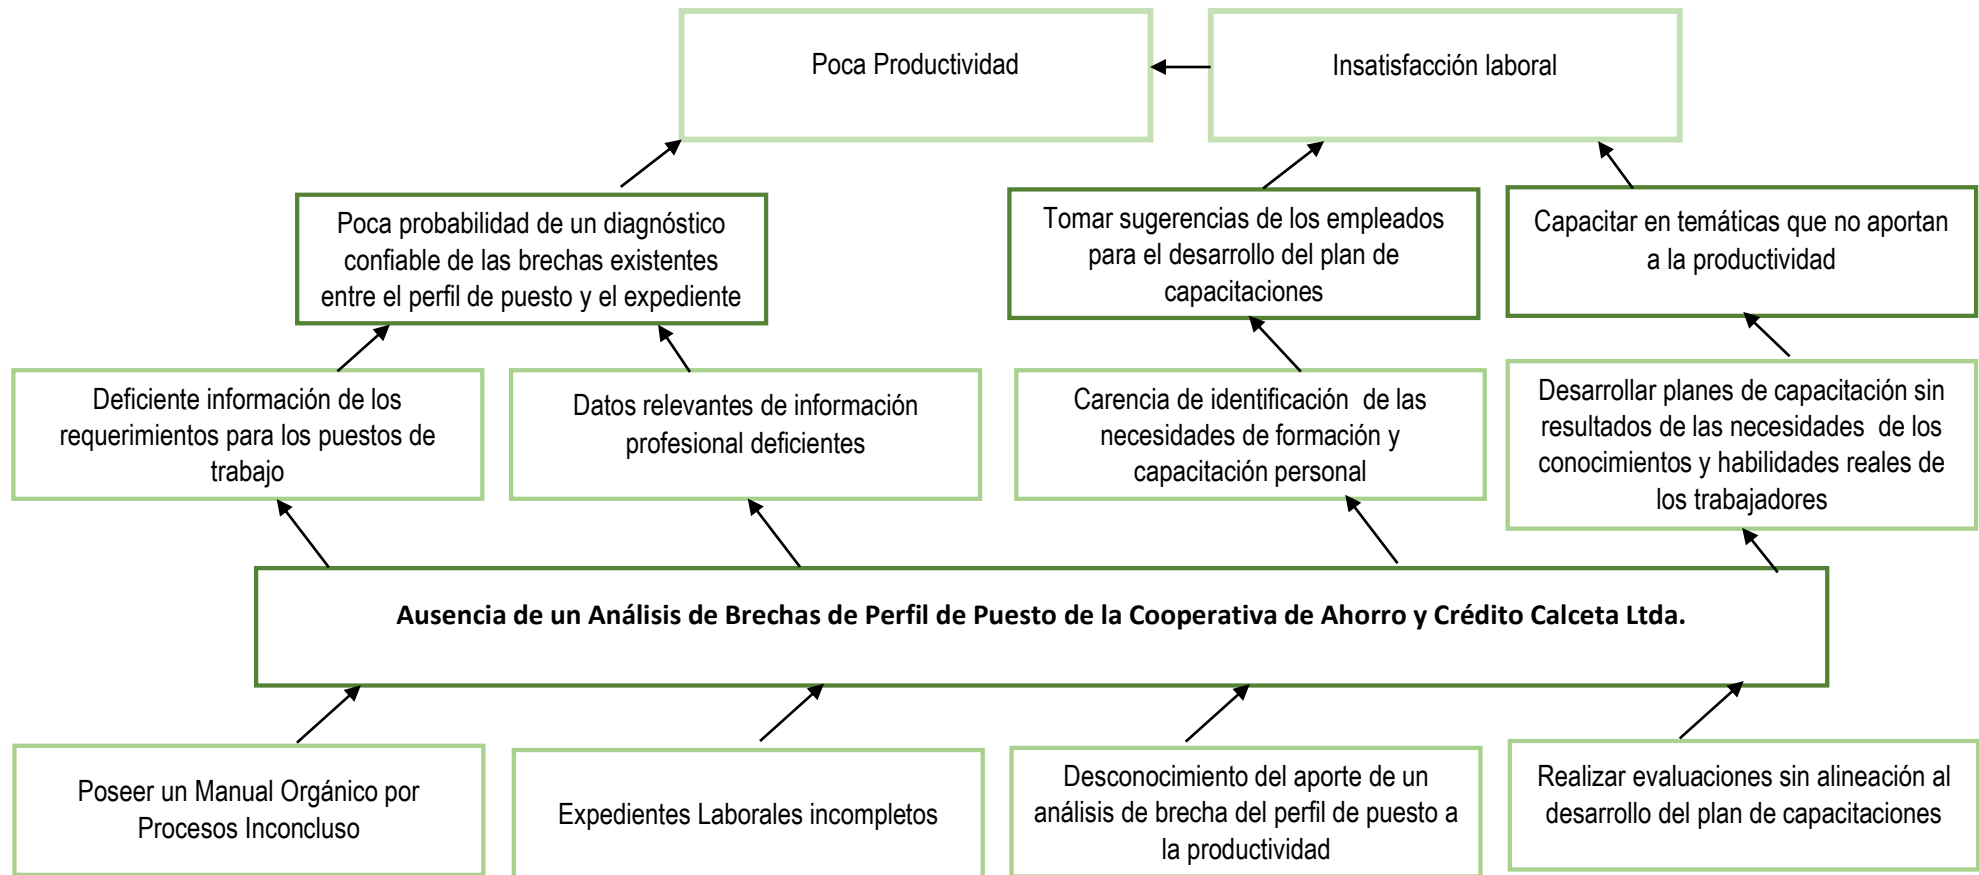 Poca Productividad
Insatisfacción laboral
Poca probabilidad de un diagnóstico
confiable de las brechas existentes
entre el perfil de puesto y el expediente
Tomar sugerencias de los empleados
para el desarrollo del plan de
capacitaciones
Capacitar en temáticas que no aportan
a la productividad
Deficiente información de los
requerimientos para los puestos de
trabajo
Datos relevantes de información
profesional deficientes
Carencia de identificación de las
necesidades de formación y
capacitación personal
Desarrollar planes de capacitación sin
resultados de las necesidades de los
conocimientos y habilidades reales de
los trabajadores
Ausencia de un Análisis de Brechas de Perfil de Puesto de la Cooperativa de Ahorro y Crédito Calceta Ltda.
Poseer un Manual Orgánico por
Procesos Inconcluso
Expedientes Laborales incompletos
Desconocimiento del aporte de un
análisis de brecha del perfil de puesto a
la productividad
Realizar evaluaciones sin alineación al
desarrollo del plan de capacitaciones